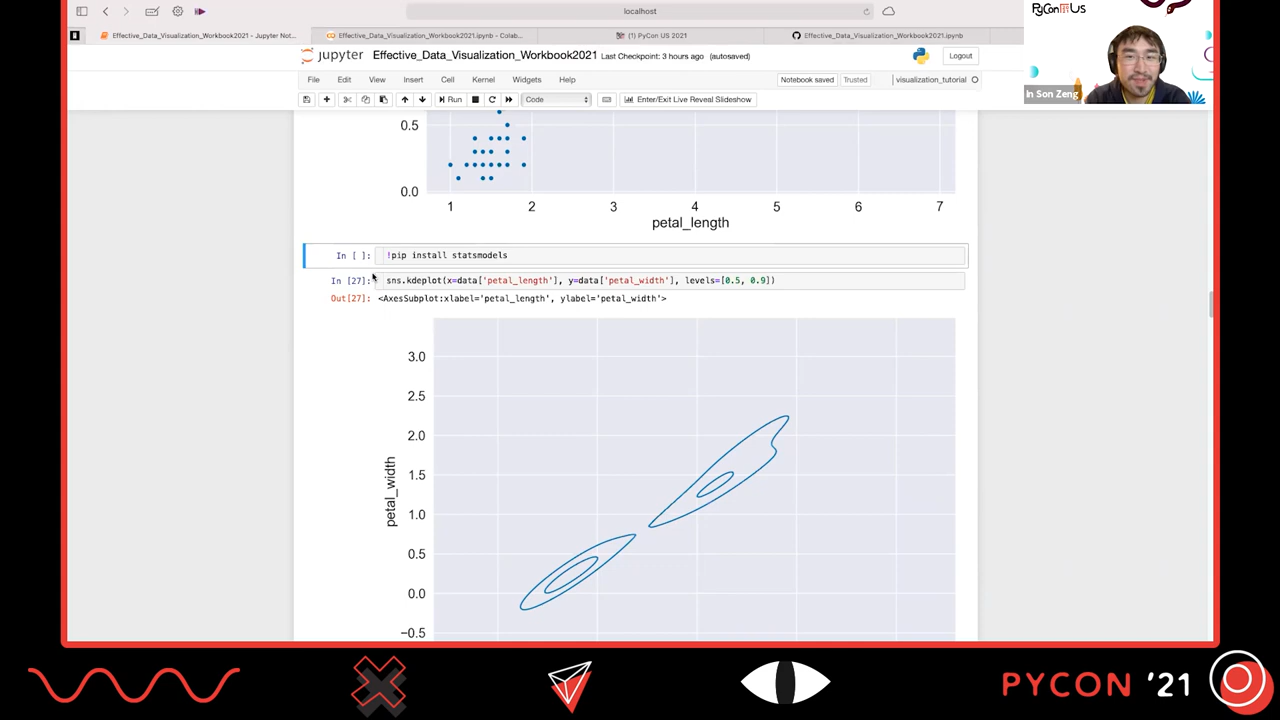 localhost
Effective_Data_Visualization_Workbook2021 - Jupyter Not...
Effective_Data_Visualization_Workbook2021.ipynb - Colab...
(1) PyCon US 2021
Effective_Data_Visualization_Workbook2021.ipynb
PyCon US
In Son Zeng
jupyter Effective_Data_Visualization_Workbook2021 Last Checkpoint: 3 hours ago (autosaved)
Logout
File Edit View Insert Cell Kernel Widgets Help
Notebook saved Trusted visualization_tutorial
Run Code Enter/Exit Live Reveal Slideshow
0.5
0.0
1 2 3 4 5 6 7
petal_length
In [ ]: !pip install statsmodels
In [27]: sns.kdeplot(x=data['petal_length'], y=data['petal_width'], levels=[0.5, 0.9])
Out[27]: <AxesSubplot:xlabel='petal_length', ylabel='petal_width'>
3.0
2.5
2.0
1.5
1.0
0.5
0.0
−0.5
petal_width
PYCON '21